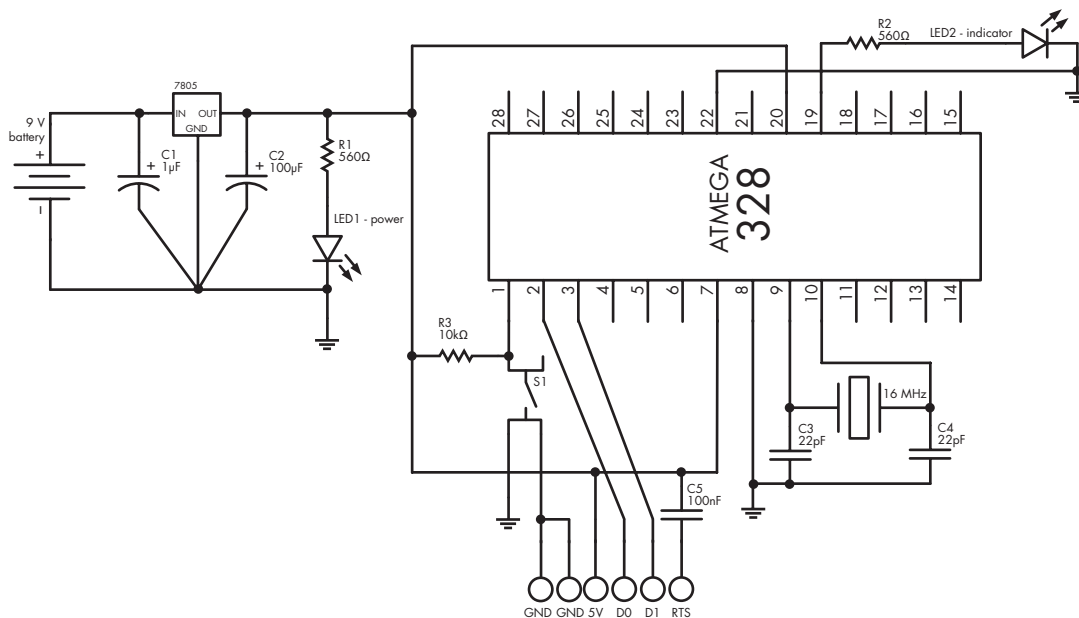 R2
560Ω
LED2 - indicator
7805
IN OUT
GND
9 V
battery
+
−
+
C1
1µF
+
C2
100µF
R1
560Ω
LED1 - power
28 27 26 25 24 23 22 21 20 19 18 17 16 15
ATMEGA
328
1 2 3 4 5 6 7 8 9 10 11 12 13 14
R3
10kΩ
S1
16 MHz
C3
22pF
C4
22pF
C5
100nF
GND GND 5V D0 D1 RTS